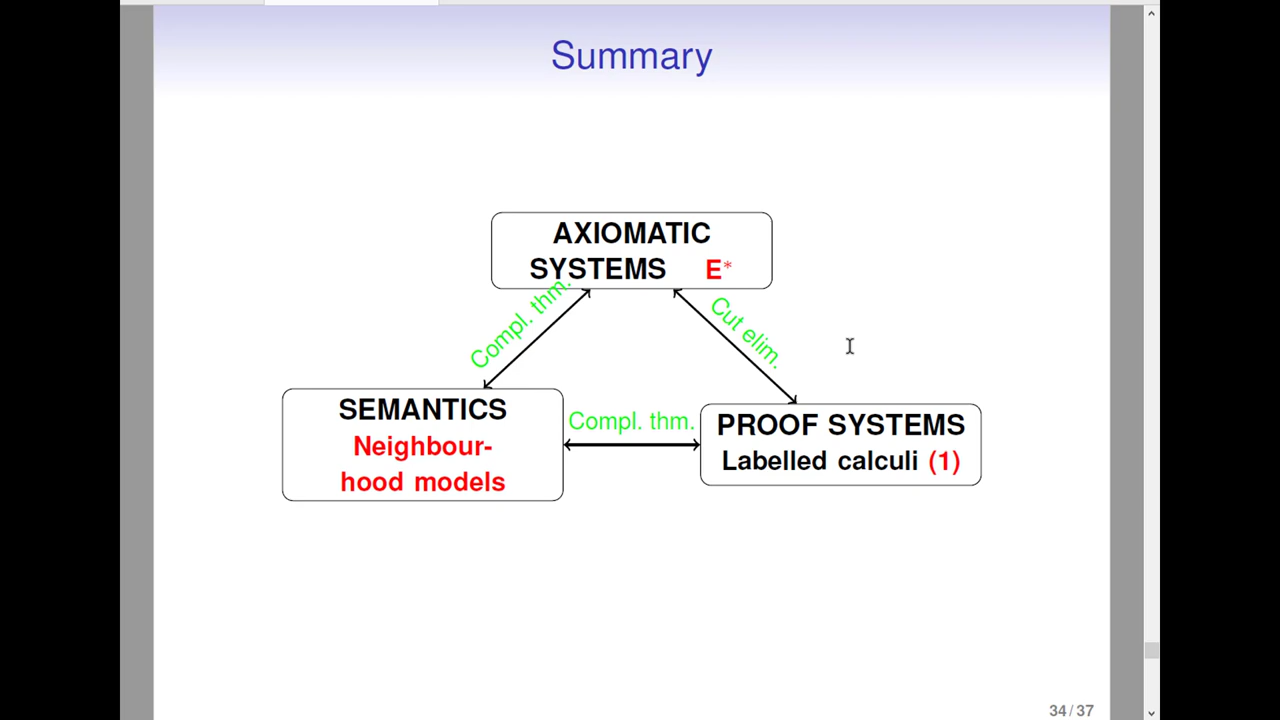 Summary
AXIOMATIC
SYSTEMS E*
Compl. thm.
Cut elim.
SEMANTICS
Neighbour-
hood models
Compl. thm.
PROOF SYSTEMS
Labelled calculi (1)
34 / 37